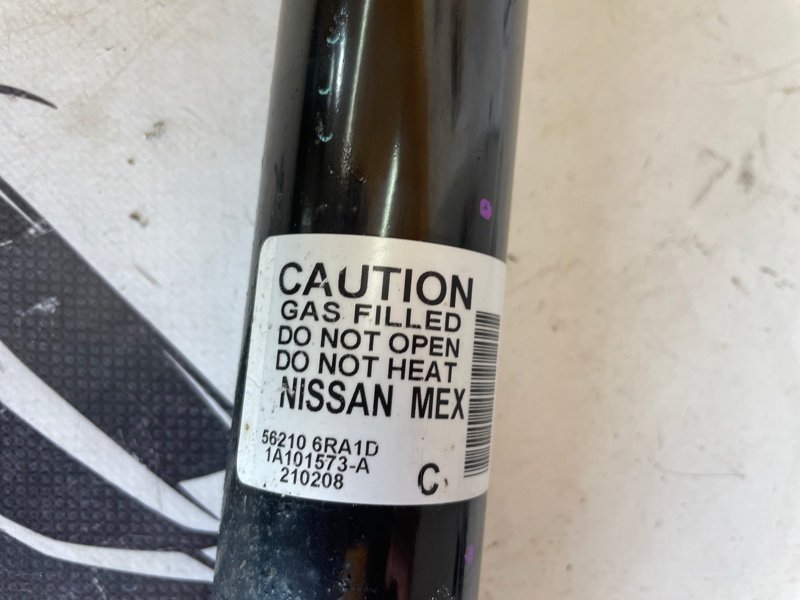 CAUTION
GAS FILLED
DO NOT OPEN
DO NOT HEAT
NISSAN MEX
56210 6RA1D
1A101573-A
210208
C